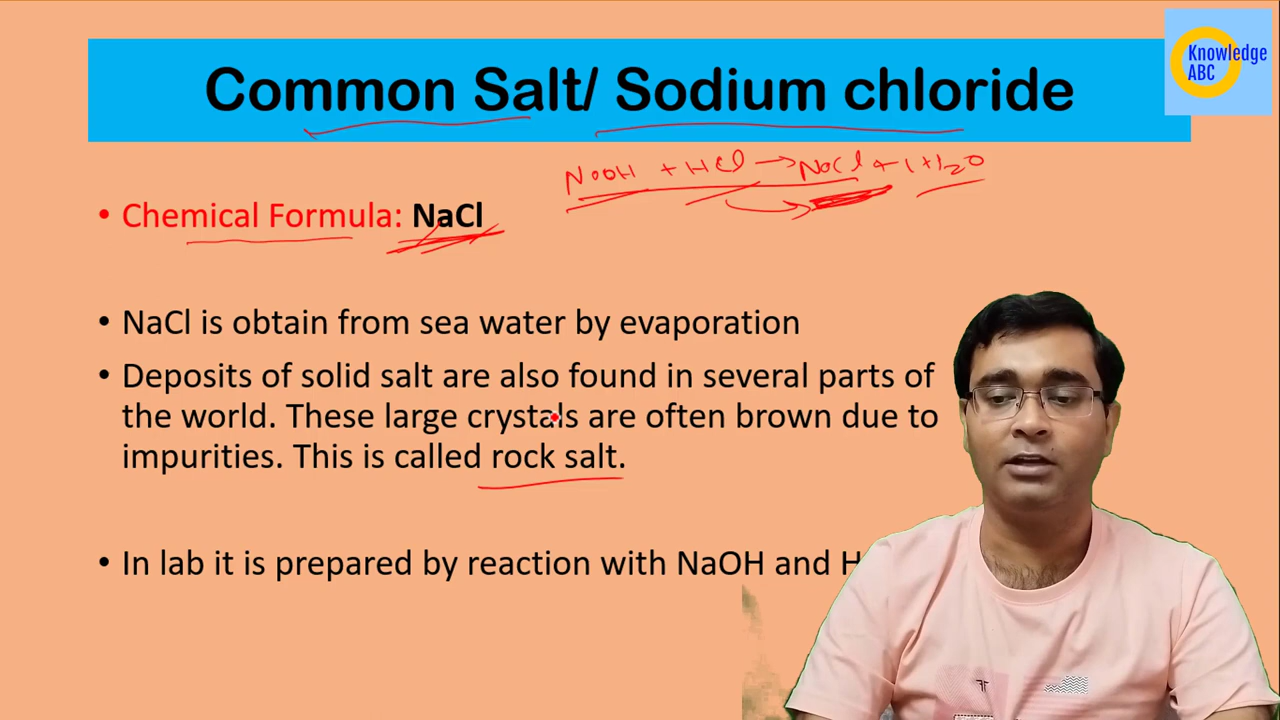 Knowledge
ABC
Common Salt/ Sodium chloride
NaOH + HCl → NaCl + H2O
• Chemical Formula: NaCl
• NaCl is obtain from sea water by evaporation
• Deposits of solid salt are also found in several parts of
the world. These large crystals are often brown due to
impurities. This is called rock salt.
• In lab it is prepared by reaction with NaOH and H